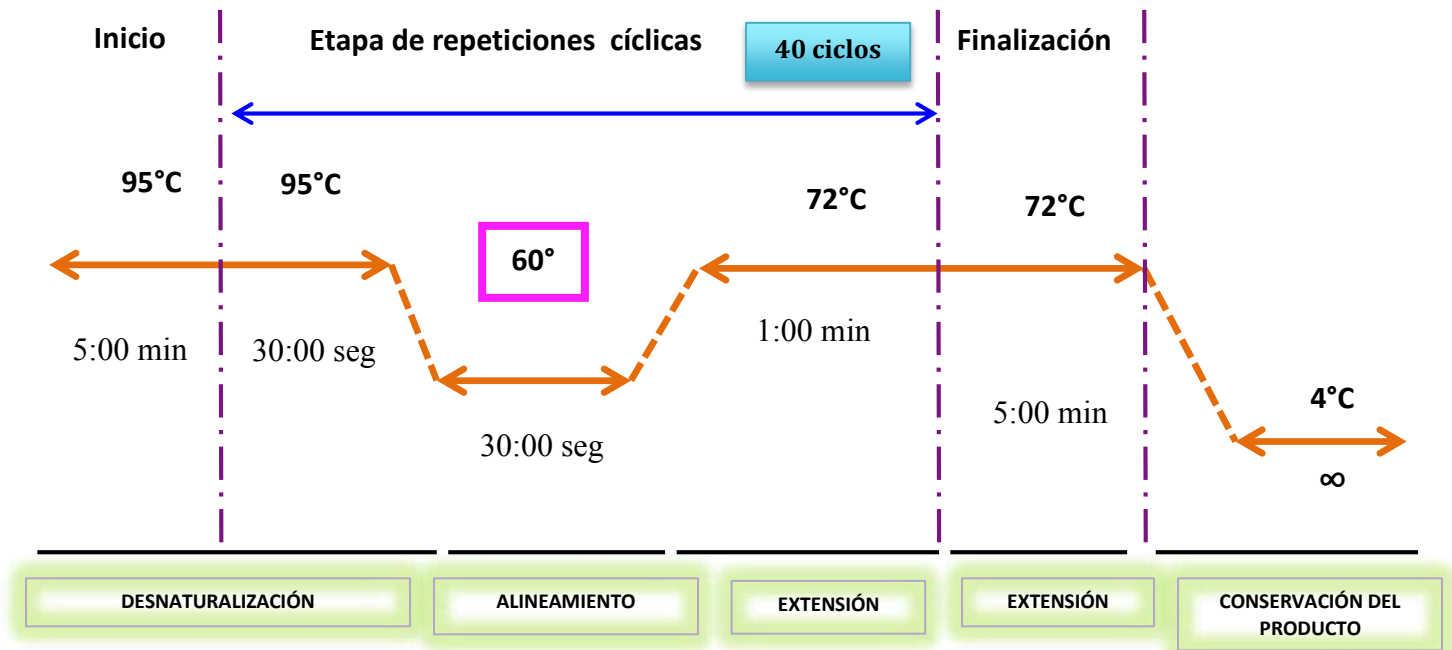 Inicio
Etapa de repeticiones cíclicas
40 ciclos
Finalización
95°C
95°C
60°
72°C
72°C
5:00 min
30:00 seg
30:00 seg
1:00 min
5:00 min
4°C
∞
DESNATURALIZACIÓN
ALINEAMIENTO
EXTENSIÓN
EXTENSIÓN
CONSERVACIÓN DEL
PRODUCTO